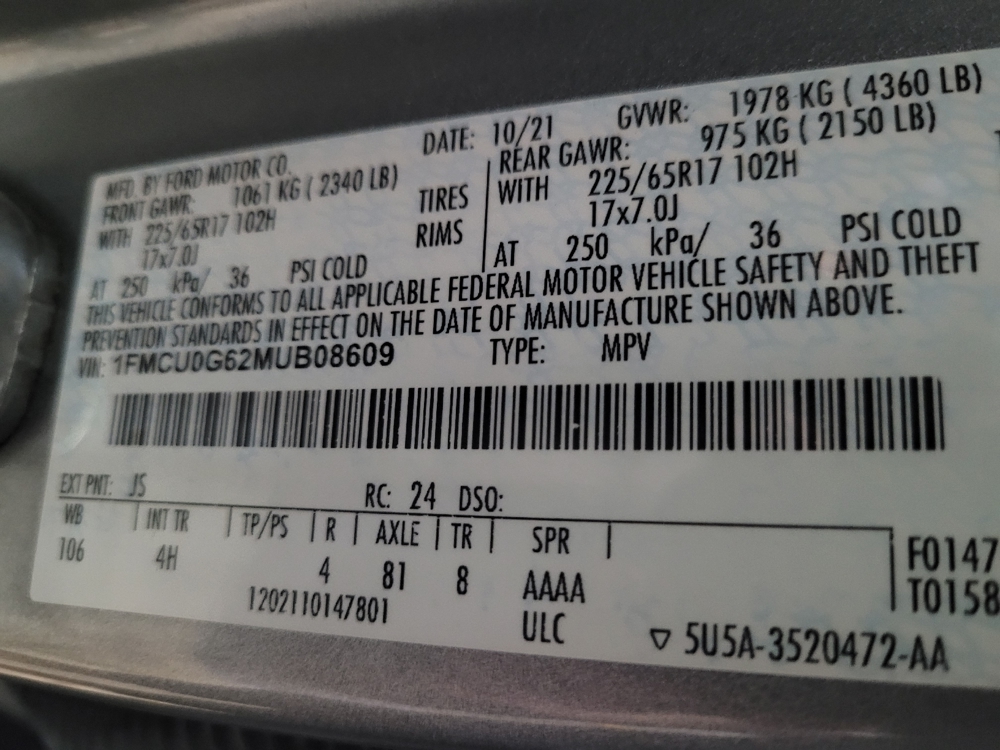 MFD. BY FORD MOTOR CO. DATE: 10/21 GVWR: 1978 KG ( 4360 LB)
FRONT GAWR: 1061 KG ( 2340 LB) REAR GAWR: 975 KG ( 2150 LB)
WITH 225/65R17 102H TIRES WITH 225/65R17 102H
17x7.0J RIMS 17x7.0J
AT 250 kPa/ 36 PSI COLD AT 250 kPa/ 36 PSI COLD
THIS VEHICLE CONFORMS TO ALL APPLICABLE FEDERAL MOTOR VEHICLE SAFETY AND THEFT
PREVENTION STANDARDS IN EFFECT ON THE DATE OF MANUFACTURE SHOWN ABOVE.
VIN: 1FMCU0G62MUB08609 TYPE: MPV
EXT PNT: JS RC: 24 DSO:
WB INT TR TP/PS R AXLE TR SPR
106 4H 4 81 8 AAAA
F0147
T0158
1202110147801 ULC ▽ 5U5A-3520472-AA